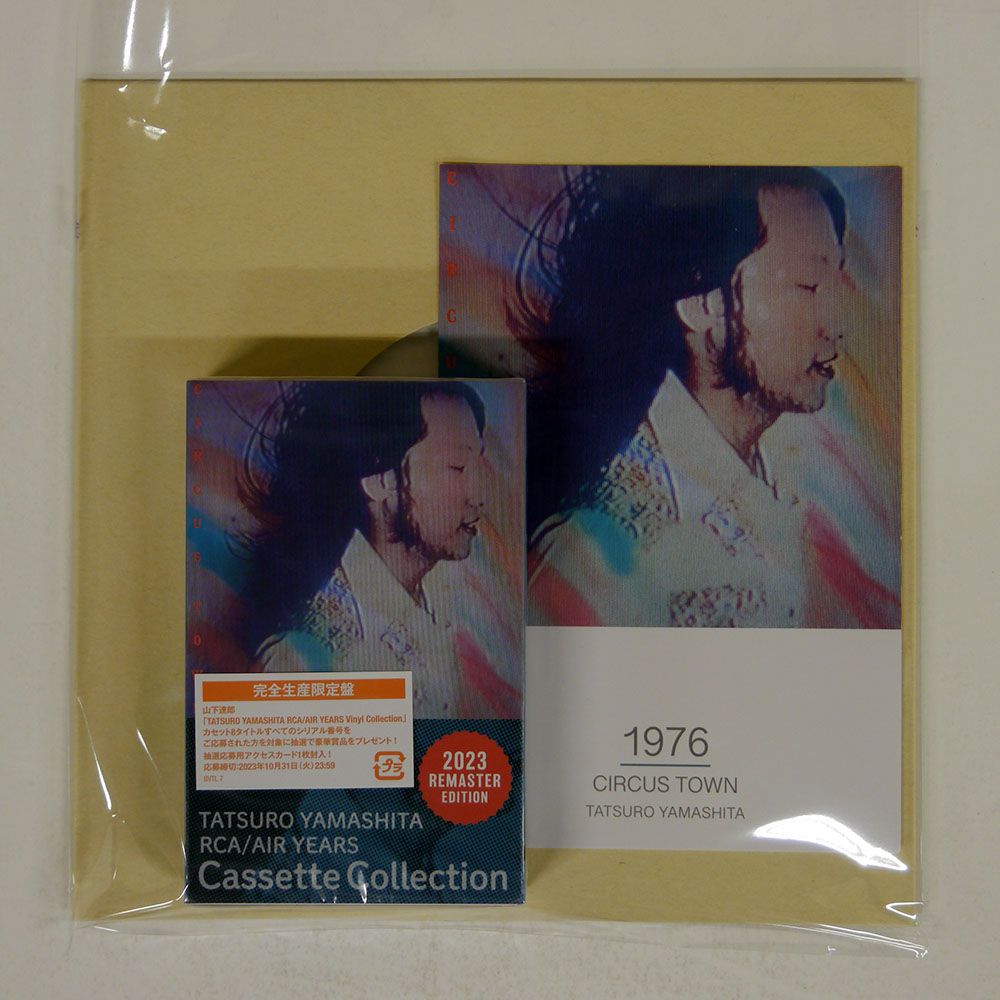 C I R C U
1976
CIRCUS TOWN
TATSURO YAMASHITA
C I R C U S T O W
完全生産限定盤
山下達郎
「TATSURO YAMASHITA RCA/AIR YEARS Vinyl Collection」
カセット8タイトルすべてのシリアル番号を
ご応募された方を対象に抽選で豪華賞品をプレゼント!
抽選応募用アクセスカード1枚封入!
応募締切:2023年10月31日(火)23:59
BVTL 7
プラ
2023
REMASTER
EDITION
TATSURO YAMASHITA
RCA/AIR YEARS
Cassette Collection